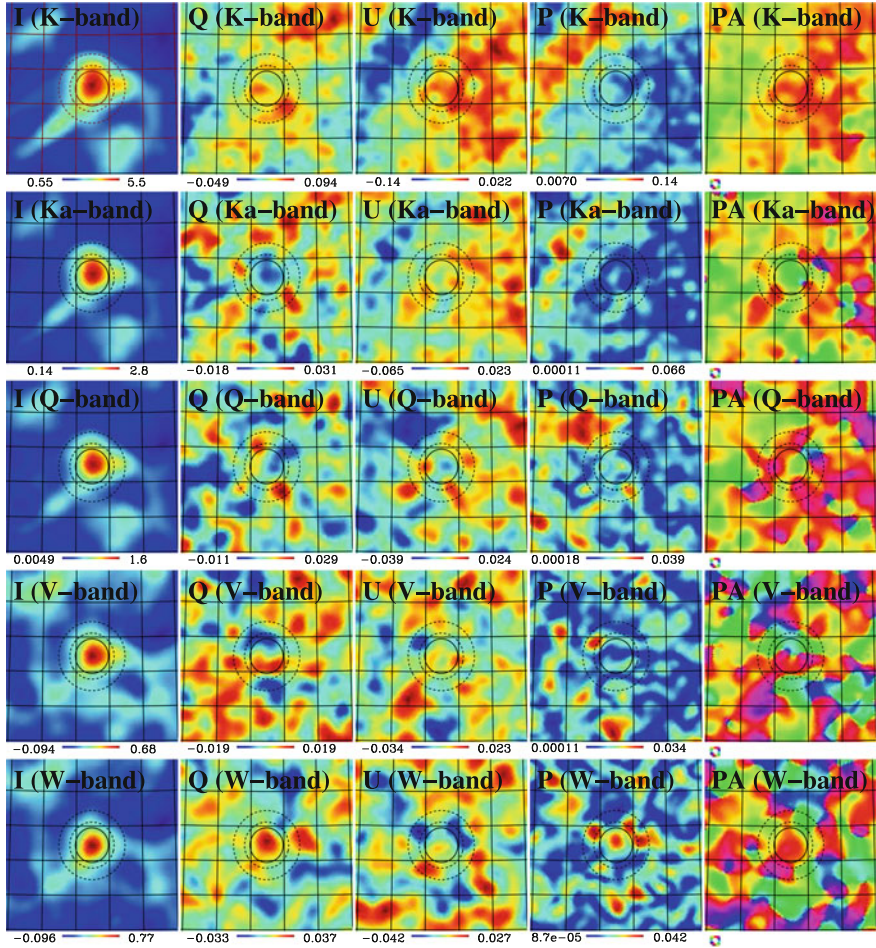 I (K−band) Q (K−band) U (K−band) P (K−band) PA (K−band)
0.55 5.5 −0.049 0.094 −0.14 0.022 0.0070 0.14
I (Ka−band) Q (Ka−band) U (Ka−band) P (Ka−band) PA (Ka−band)
0.14 2.8 −0.018 0.031 −0.065 0.023 0.00011 0.066
I (Q−band) Q (Q−band) U (Q−band) P (Q−band) PA (Q−band)
0.0049 1.6 −0.011 0.029 −0.039 0.024 0.00018 0.039
I (V−band) Q (V−band) U (V−band) P (V−band) PA (V−band)
−0.094 0.68 −0.019 0.019 −0.034 0.023 0.00011 0.034
I (W−band) Q (W−band) U (W−band) P (W−band) PA (W−band)
−0.096 0.77 −0.033 0.037 −0.042 0.027 8.7e−05 0.042